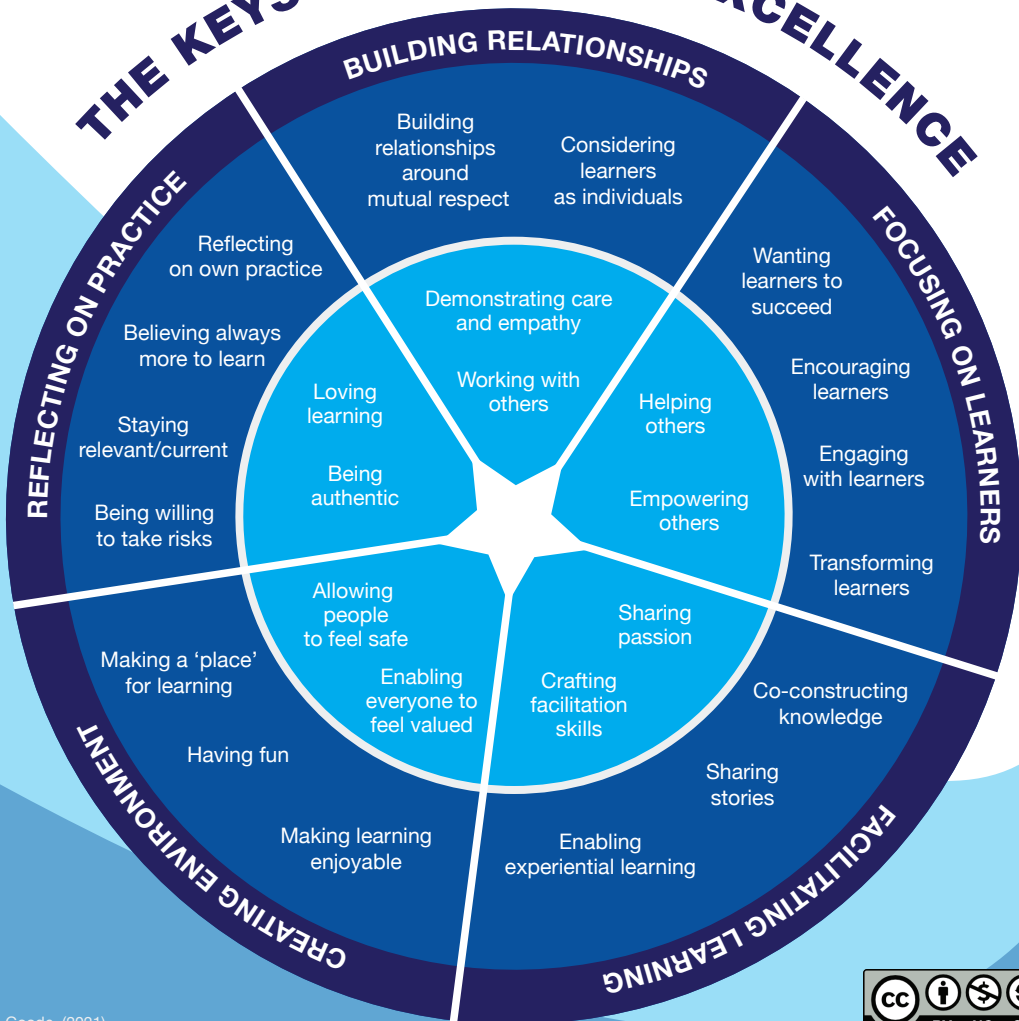 THE KEYS
EXCELLENCE
BUILDING RELATIONSHIPS
Building
relationships
around
mutual respect
Considering
learners
as individuals
Demonstrating care
and empathy
Working with
others
FOCUSING ON LEARNERS
Wanting
learners to
succeed
Encouraging
learners
Engaging
with learners
Transforming
learners
Helping
others
Empowering
others
FACILITATING LEARNING
Co-constructing
knowledge
Sharing
stories
Enabling
experiential learning
Sharing
passion
Crafting
facilitation
skills
CREATING ENVIRONMENT
Making a ‘place’
for learning
Having fun
Making learning
enjoyable
Allowing
people
to feel safe
Enabling
everyone to
feel valued
REFLECTING ON PRACTICE
Reflecting
on own practice
Believing always
more to learn
Staying
relevant/current
Being willing
to take risks
Loving
learning
Being
authentic
(2021)
cc